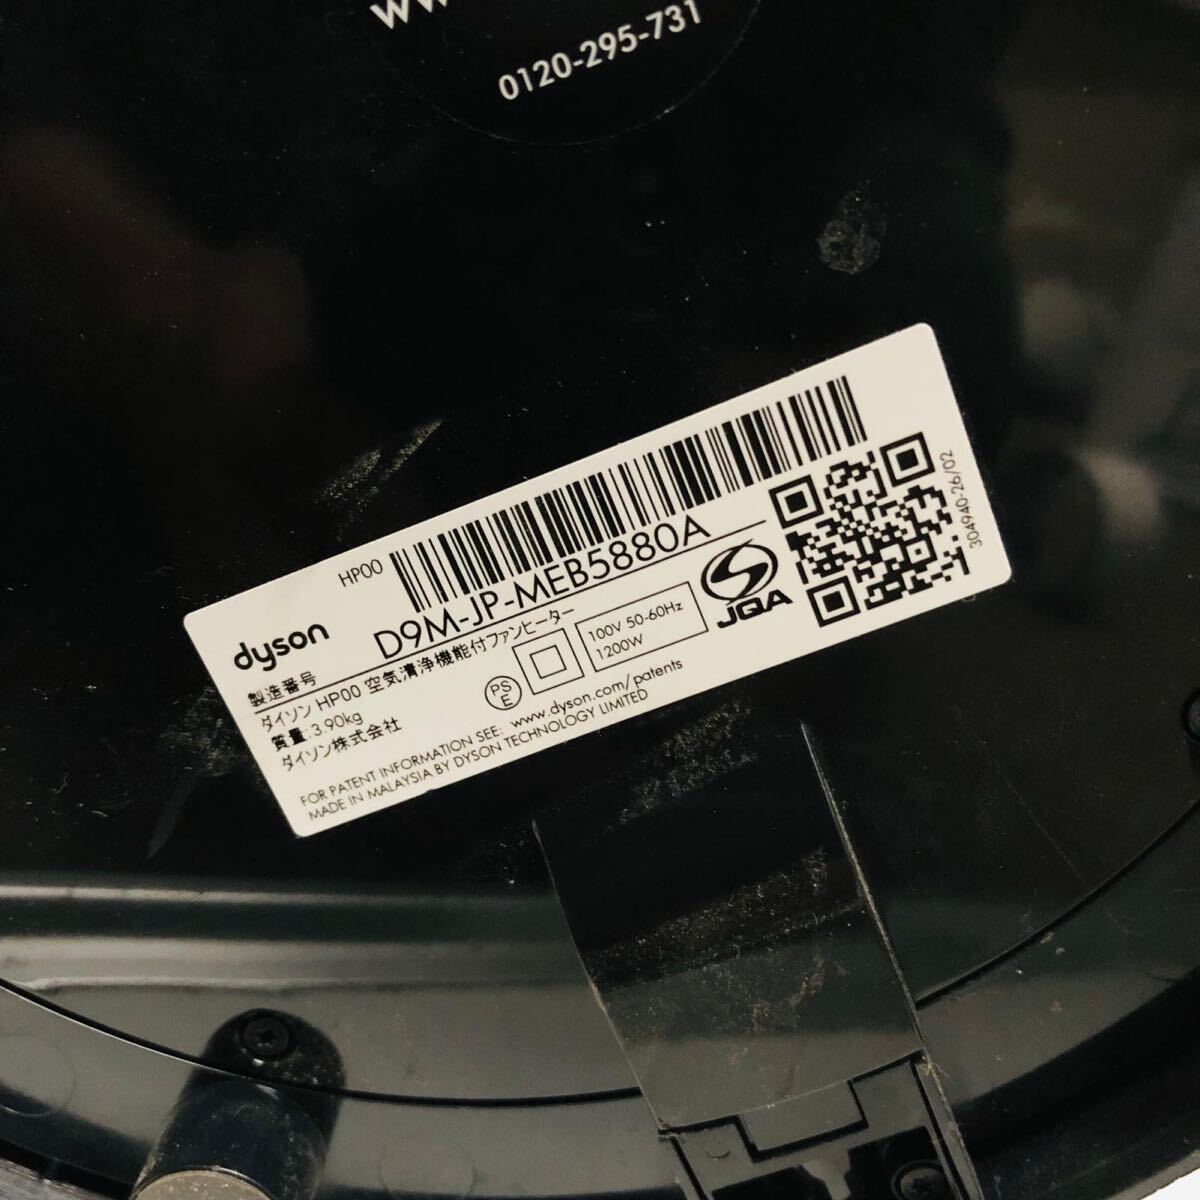 0120-295-731
HP00
dyson
製造番号 D9M-JP-MEB5880A
ダイソン HP00 空気清浄機能付ファンヒーター
質量:3.90kg
ダイソン株式会社
PS
E
100V 50-60Hz
1200W
JQA
304940-26/02
FOR PATENT INFORMATION SEE: www.dyson.com/patents
MADE IN MALAYSIA BY DYSON TECHNOLOGY LIMITED